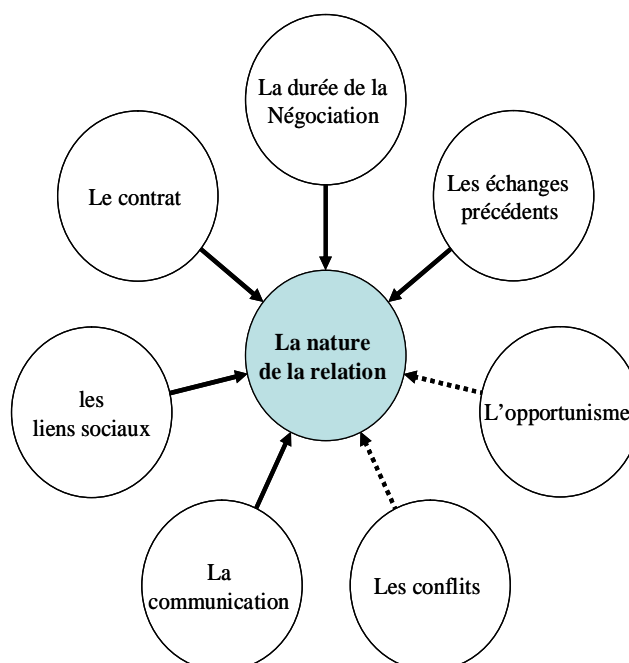 La durée de la
Négociation
Le contrat
Les échanges
précédents
La nature
de la relation
les
liens sociaux
L'opportunisme
La
communication
Les conflits